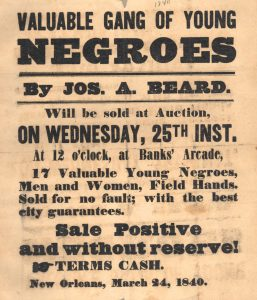 VALUABLE GANG OF YOUNG
NEGROES
By JOS. A. BEARD.
Will be sold at Auction,
ON WEDNESDAY, 25TH INST.
At 12 o'clock, at Banks' Arcade,
17 Valuable Young Negroes,
Men and Women, Field Hands.
Sold for no fault; with the best
city guarantees.
Sale Positive
and without reserve!
☞TERMS CASH.
New Orleans, March 24, 1840.